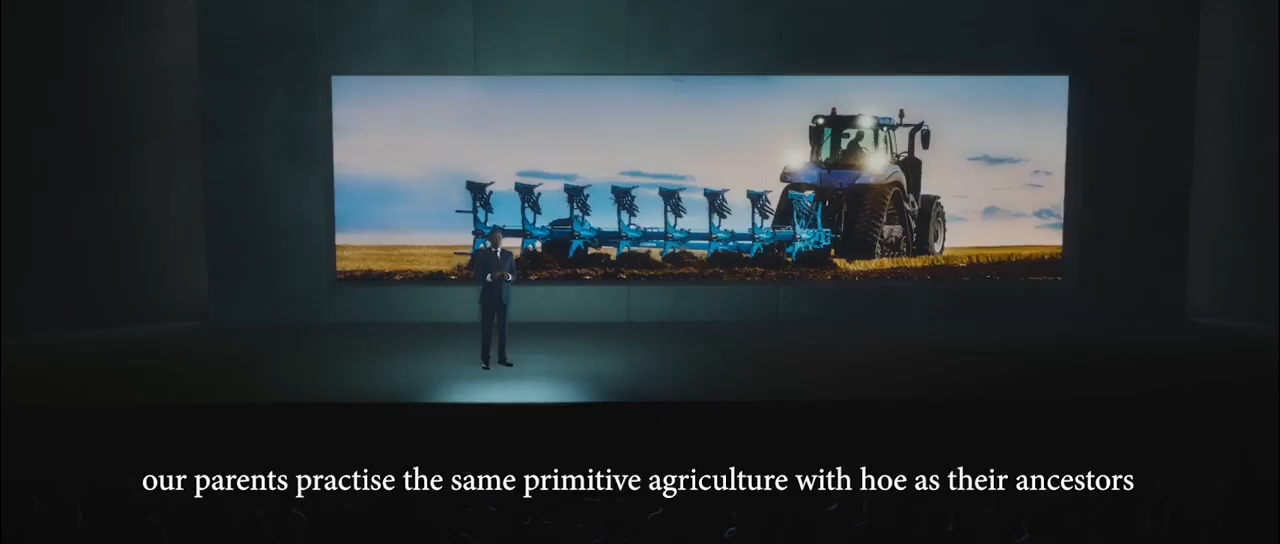 our parents practise the same primitive agriculture with hoe as their ancestors